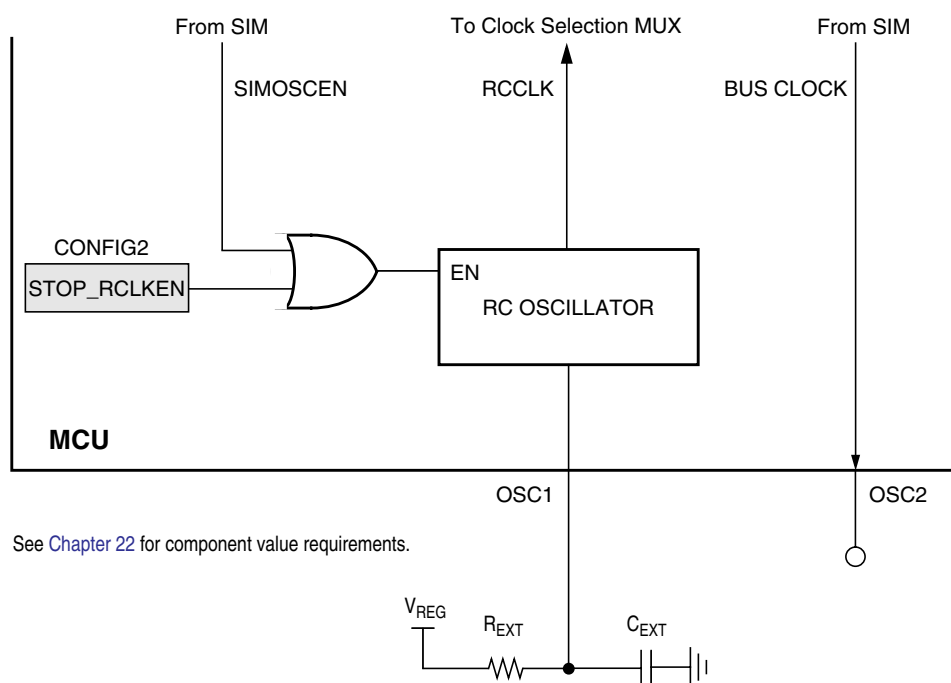 From SIM
To Clock Selection MUX
From SIM
SIMOSCEN
RCCLK
BUS CLOCK
CONFIG2
STOP_RCLKEN
EN
RC OSCILLATOR
MCU
OSC1
OSC2
See Chapter 22 for component value requirements.
VREG
REXT
CEXT